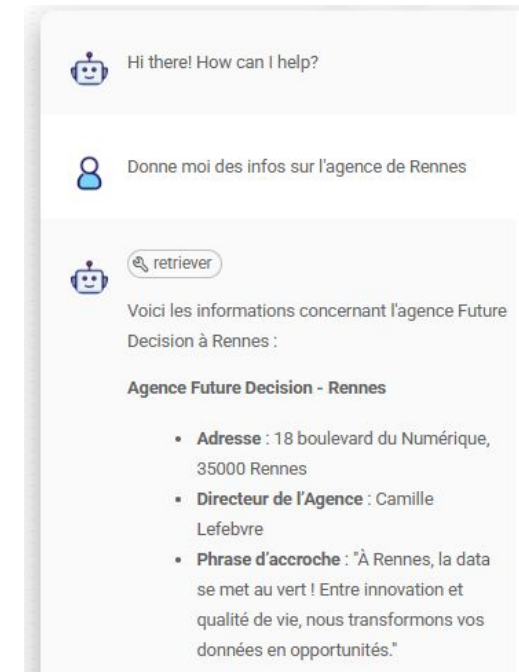 Hi there! How can I help?
Donne moi des infos sur l'agence de Rennes
retriever
Voici les informations concernant l'agence Future
Decision à Rennes :
Agence Future Decision - Rennes
• Adresse : 18 boulevard du Numérique,
35000 Rennes
• Directeur de l'Agence : Camille
Lefebvre
• Phrase d'accroche : "À Rennes, la data
se met au vert ! Entre innovation et
qualité de vie, nous transformons vos
données en opportunités."